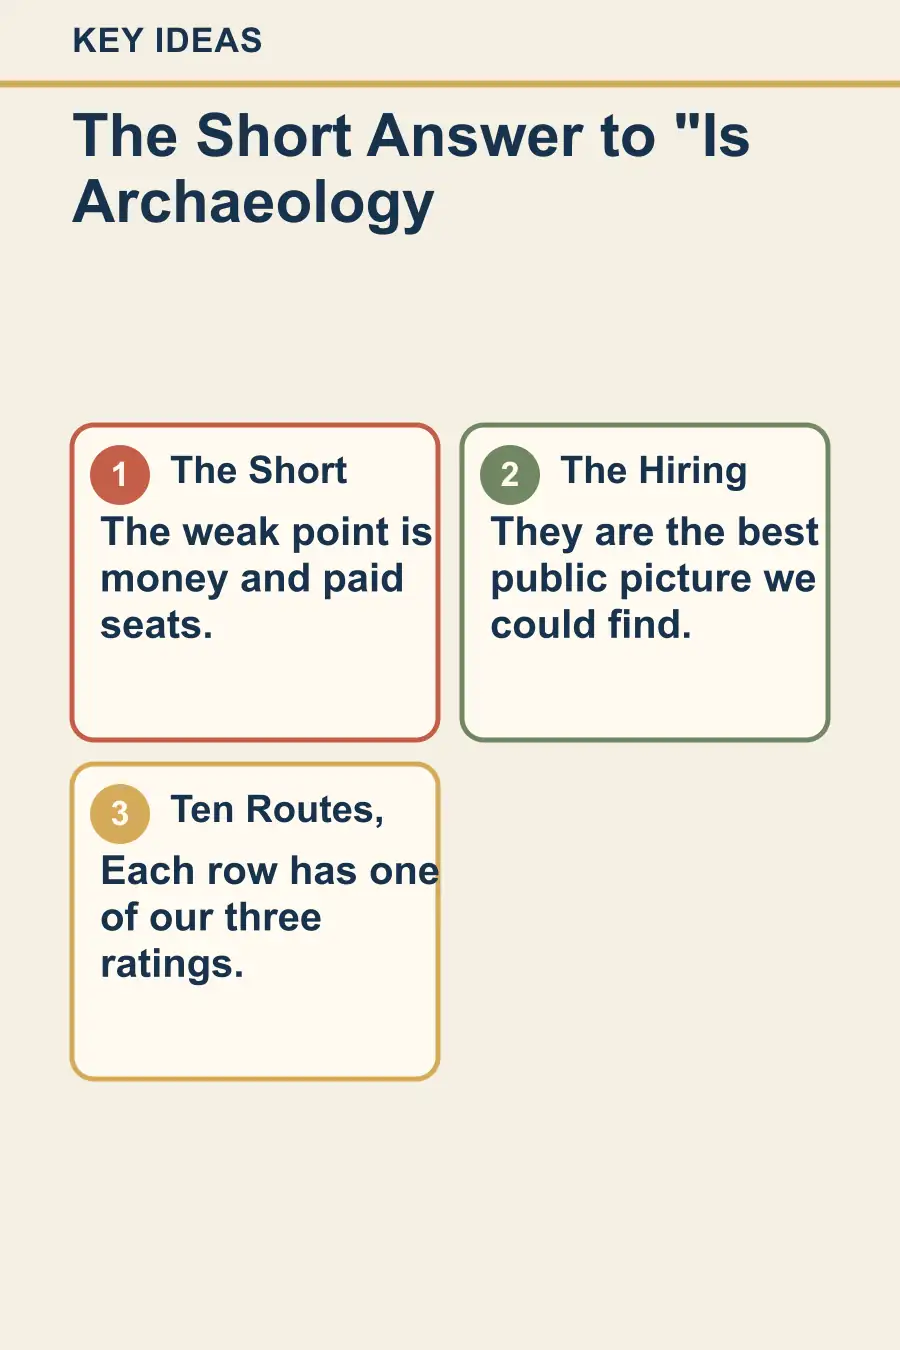 KEY IDEAS
The Short Answer to "Is
Archaeology
1 The Short
The weak point is
money and paid
seats.
2 The Hiring
They are the best
public picture we
could find.
3 Ten Routes,
Each row has one
of our three
ratings.